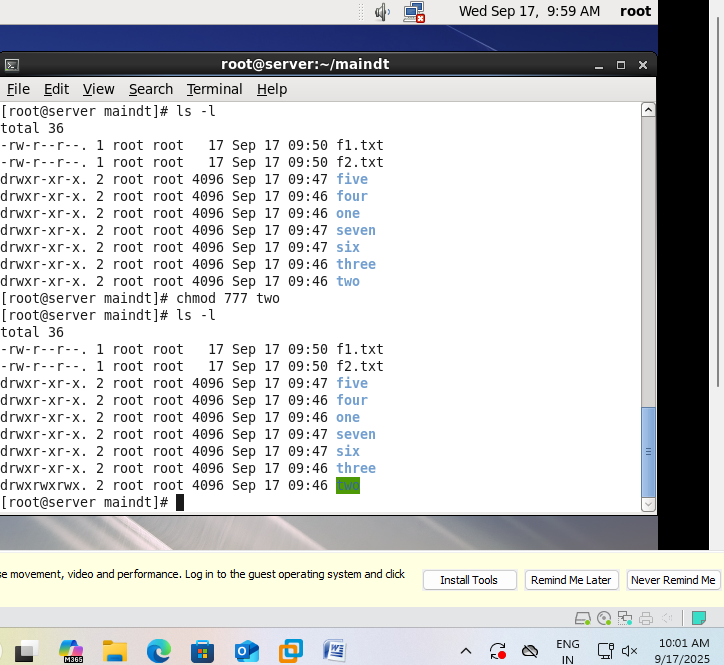 Wed Sep 17, 9:59 AM root
root@server:~/maindt
File Edit View Search Terminal Help
[root@server maindt]# ls -l
total 36
-rw-r--r--. 1 root root   17 Sep 17 09:50 f1.txt
-rw-r--r--. 1 root root   17 Sep 17 09:50 f2.txt
drwxr-xr-x. 2 root root 4096 Sep 17 09:47 five
drwxr-xr-x. 2 root root 4096 Sep 17 09:46 four
drwxr-xr-x. 2 root root 4096 Sep 17 09:46 one
drwxr-xr-x. 2 root root 4096 Sep 17 09:47 seven
drwxr-xr-x. 2 root root 4096 Sep 17 09:47 six
drwxr-xr-x. 2 root root 4096 Sep 17 09:46 three
drwxr-xr-x. 2 root root 4096 Sep 17 09:46 two
[root@server maindt]# chmod 777 two
[root@server maindt]# ls -l
total 36
-rw-r--r--. 1 root root   17 Sep 17 09:50 f1.txt
-rw-r--r--. 1 root root   17 Sep 17 09:50 f2.txt
drwxr-xr-x. 2 root root 4096 Sep 17 09:47 five
drwxr-xr-x. 2 root root 4096 Sep 17 09:46 four
drwxr-xr-x. 2 root root 4096 Sep 17 09:46 one
drwxr-xr-x. 2 root root 4096 Sep 17 09:47 seven
drwxr-xr-x. 2 root root 4096 Sep 17 09:47 six
drwxr-xr-x. 2 root root 4096 Sep 17 09:46 three
drwxrwxrwx. 2 root root 4096 Sep 17 09:46 two
[root@server maindt]#
movement, video and performance. Log in to the guest operating system and click
Install Tools Remind Me Later Never Remind Me
M365
ENG
IN
10:01 AM
9/17/2025